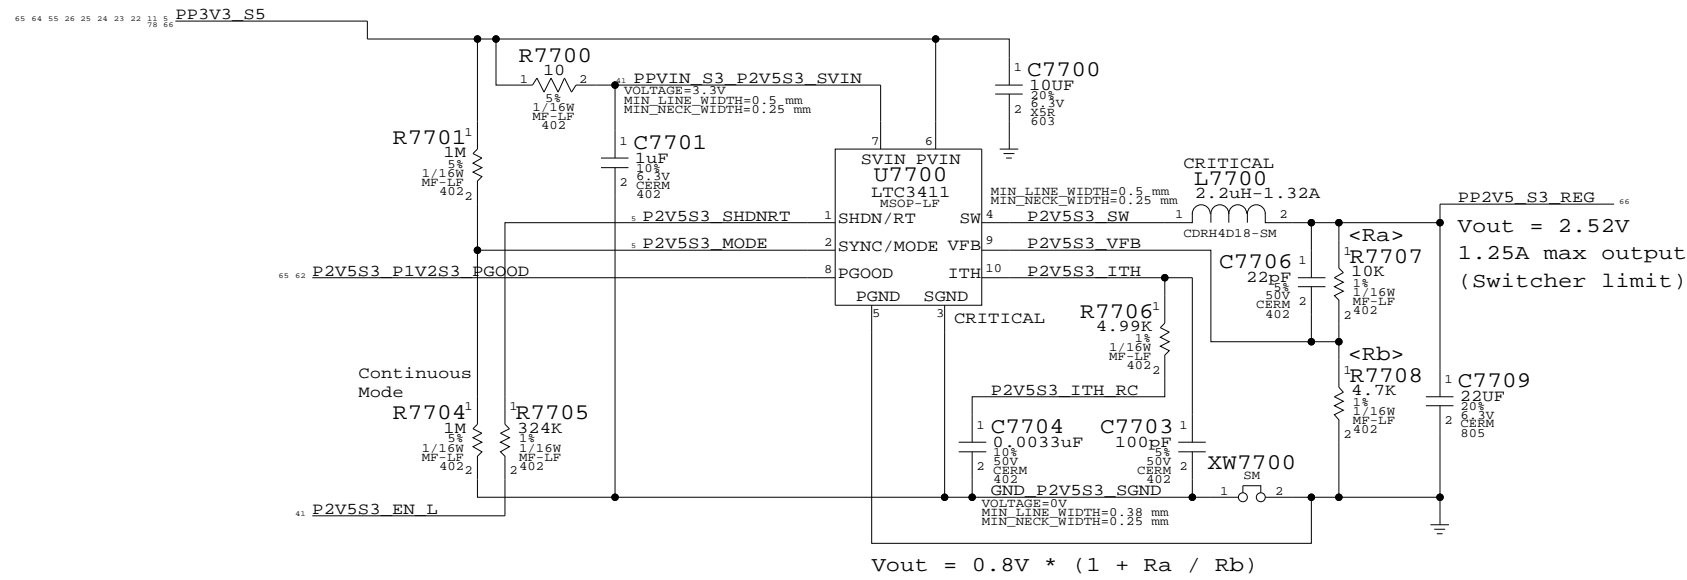 65 64 55 26 25 24 23 22 11 5 PP3V3_S5
78 66
R7700
10
1 2
5%
1/16W
MF-LF
402
41 PPVIN_S3_P2V5S3_SVIN
VOLTAGE=3.3V
MIN_LINE_WIDTH=0.5 mm
MIN_NECK_WIDTH=0.25 mm
1 C7700
10UF
20%
6.3V
2 X5R
603
R7701 1
1M
5%
1/16W
MF-LF
402 2
1 C7701
1uF
10%
6.3V
2 CERM
402
7 6
SVIN PVIN
U7700
LTC3411
MSOP-LF
1 SHDN/RT SW 4
2 SYNC/MODE VFB 9
8 PGOOD ITH 10
PGND SGND
5 3
CRITICAL
5 P2V5S3_SHDNRT
5 P2V5S3_MODE
65 62 P2V5S3_P1V2S3_PGOOD
MIN_LINE_WIDTH=0.5 mm
MIN_NECK_WIDTH=0.25 mm
P2V5S3_SW
P2V5S3_VFB
P2V5S3_ITH
CRITICAL
L7700
2.2uH-1.32A
1 2
CDRH4D18-SM
PP2V5_S3_REG 66
Vout = 2.52V
1.25A max output
(Switcher limit)
C7706 1
22pF
5%
50V 2
CERM
402
<Ra>
1 R7707
10K
1%
1/16W
MF-LF
2 402
R7706 1
4.99K
1%
1/16W
MF-LF
402 2
<Rb>
1 R7708
4.7K
1%
1/16W
MF-LF
2 402
1 C7709
22UF
20%
6.3V
2 CERM
805
Continuous
Mode
R7704 1
1M
5%
1/16W
MF-LF
402 2
1 R7705
324K
1%
1/16W
MF-LF
2 402
P2V5S3_ITH_RC
1 C7704
0.0033uF
10%
50V
2 CERM
402
C7703 1
100pF
5%
50V
CERM 2
402
XW7700
SM
1 2
GND_P2V5S3_SGND
VOLTAGE=0V
MIN_LINE_WIDTH=0.38 mm
MIN_NECK_WIDTH=0.25 mm
41 P2V5S3_EN_L
Vout = 0.8V * (1 + Ra / Rb)